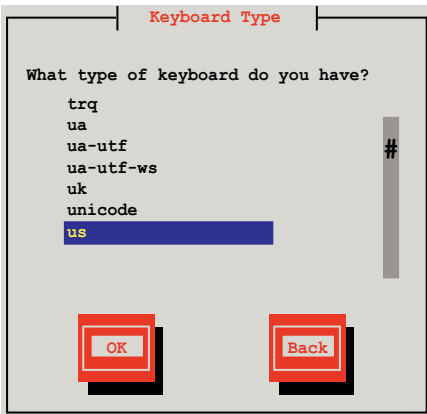 Keyboard Type
What type of keyboard do you have?
trq
ua
ua-utf
#
ua-utf-ws
uk
unicode
us
OK Back